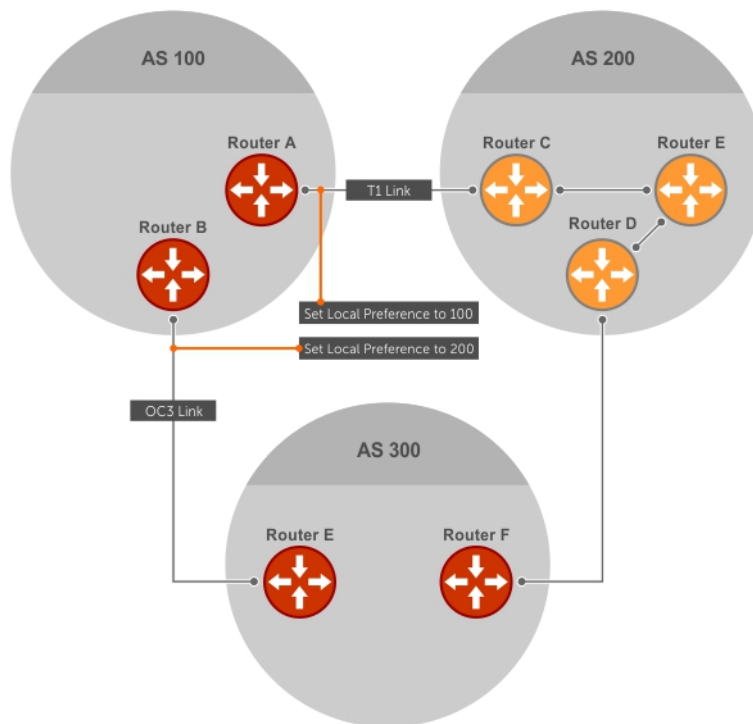 AS 100
AS 200
Router A
Router C
Router E
T1 Link
Router B
Router D
Set Local Preference to 100
Set Local Preference to 200
OC3 Link
AS 300
Router E
Router F